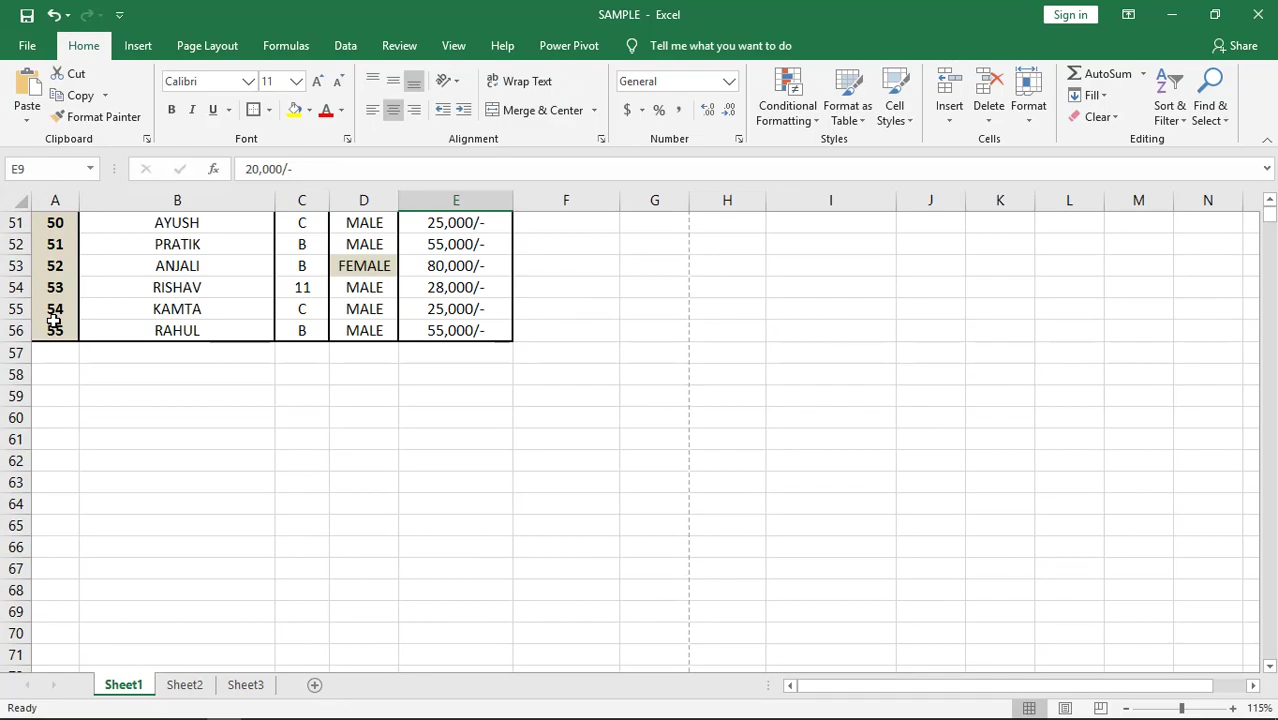 SAMPLE - Excel
Sign in
File Home Insert Page Layout Formulas Data Review View Help Power Pivot Tell me what you want to do Share
Paste
Cut
Copy
Format Painter
Clipboard
Calibri 11
B I U A
Font
Wrap Text
Merge & Center
Alignment
General
$ % ,
Number
Conditional Formatting
Format as Table
Cell Styles
Styles
Insert
Delete
Format
Cells
AutoSum
Fill
Clear
Sort & Filter
Find & Select
Editing
E9 fx 20,000/-
A B C D E F G H I J K L M N
51 50 AYUSH C MALE 25,000/-
52 51 PRATIK B MALE 55,000/-
53 52 ANJALI B FEMALE 80,000/-
54 53 RISHAV 11 MALE 28,000/-
55 54 KAMTA C MALE 25,000/-
56 55 RAHUL B MALE 55,000/-
57
58
59
60
61
62
63
64
65
66
67
68
69
70
71
Sheet1 Sheet2 Sheet3
Ready
115%